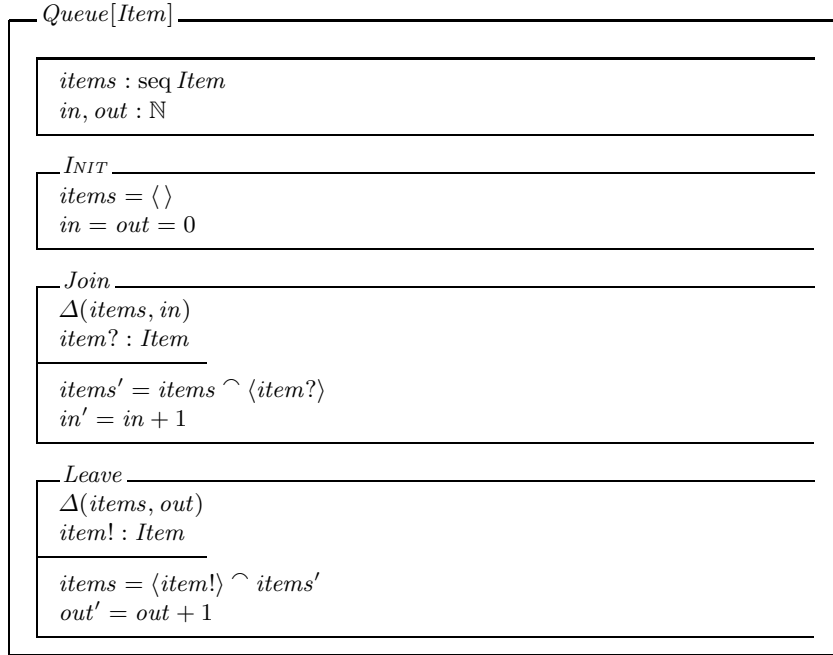 Queue[Item]
items : seq Item
in, out : ℕ
INIT
items = ⟨ ⟩
in = out = 0
Join
Δ(items, in)
item? : Item
items′ = items ⌢ ⟨item?⟩
in′ = in + 1
Leave
Δ(items, out)
item! : Item
items = ⟨item!⟩ ⌢ items′
out′ = out + 1